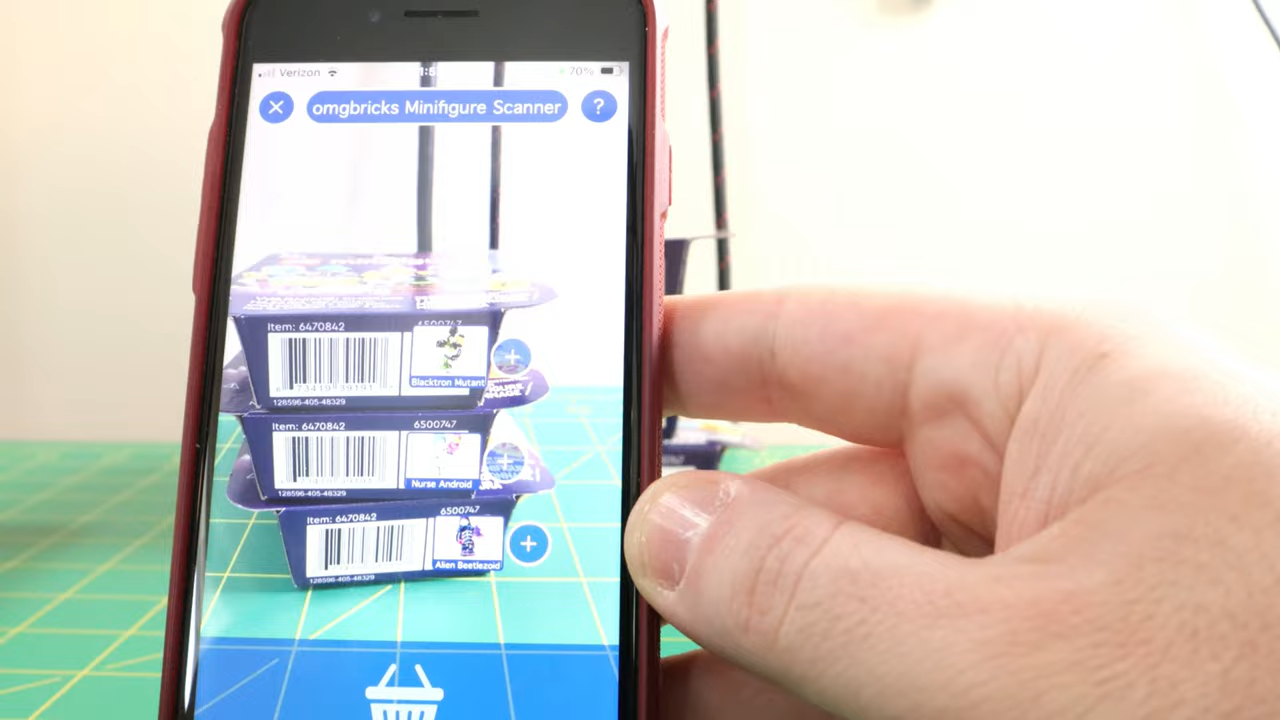 Verizon
70%
omgbricks Minifigure Scanner
?
Item: 6470842
6500747
Blacktron Mutant
128596-405-48329
Item: 6470842
6500747
Nurse Android
128596-405-48329
Item: 6470842
6500747
Alien Beetlezoid
128596-405-48329